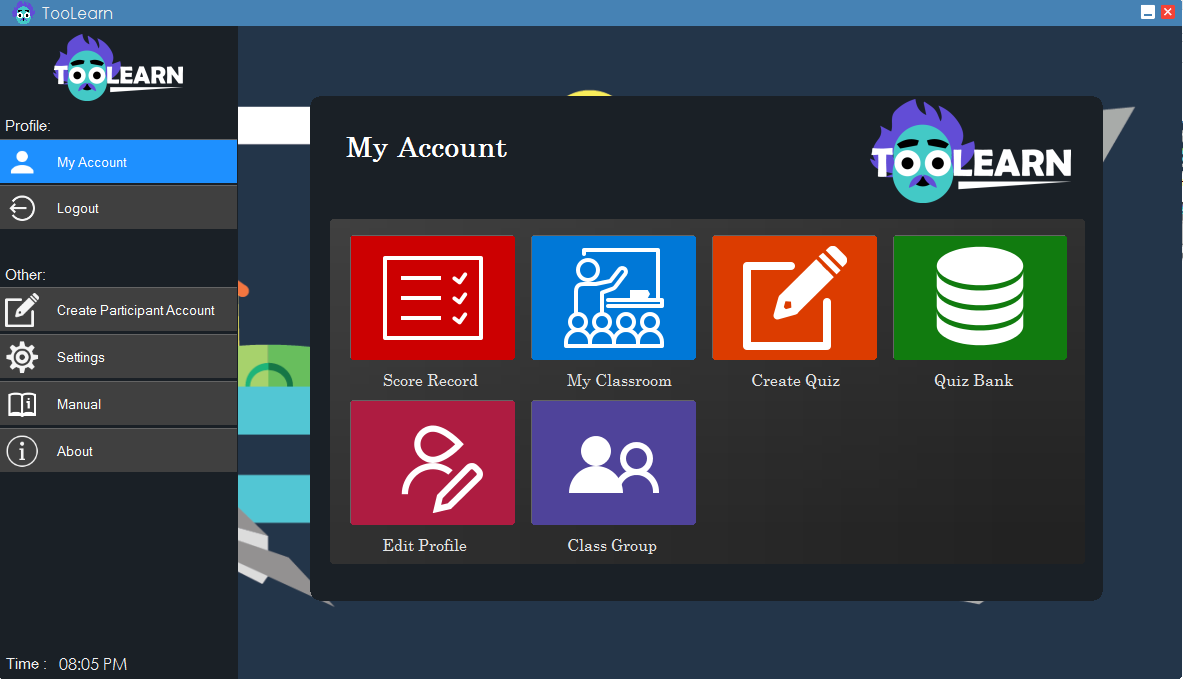 TooLearn
TOOLEARN
Profile:
My Account
Logout
Other:
Create Participant Account
Settings
Manual
i
About
Time : 08:05 PM
My Account
TOOLEARN
Score Record
My Classroom
Create Quiz
Quiz Bank
Edit Profile
Class Group